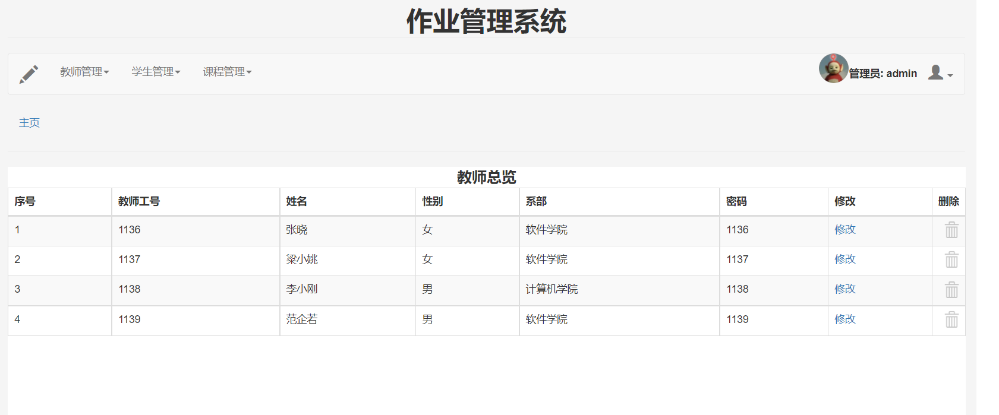 作业管理系统
教师管理 学生管理 课程管理 管理员: admin
主页
教师总览
序号 教师工号 姓名 性别 系部 密码 修改 删除
1 1136 张晓 女 软件学院 1136 修改
2 1137 梁小姚 女 软件学院 1137 修改
3 1138 李小刚 男 计算机学院 1138 修改
4 1139 范企若 男 软件学院 1139 修改